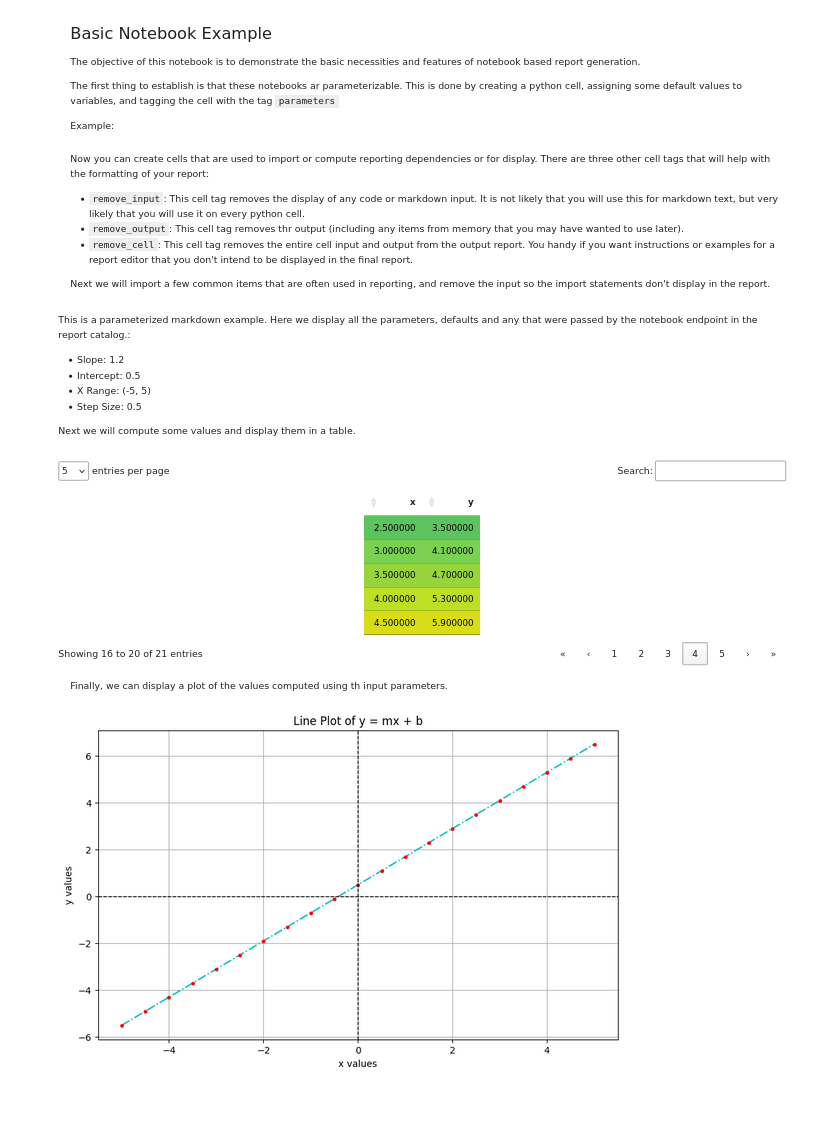 Basic Notebook Example
The objective of this notebook is to demonstrate the basic necessities and features of notebook based report generation.
The first thing to establish is that these notebooks ar parameterizable. This is done by creating a python cell, assigning some default values to
variables, and tagging the cell with the tag parameters
Example:
Now you can create cells that are used to import or compute reporting dependencies or for display. There are three other cell tags that will help with
the formatting of your report:
• remove_input : This cell tag removes the display of any code or markdown input. It is not likely that you will use this for markdown text, but very
likely that you will use it on every python cell.
• remove_output : This cell tag removes thr output (including any items from memory that you may have wanted to use later).
• remove_cell : This cell tag removes the entire cell input and output from the output report. You handy if you want instructions or examples for a
report editor that you don't intend to be displayed in the final report.
Next we will import a few common items that are often used in reporting, and remove the input so the import statements don't display in the report.
This is a parameterized markdown example. Here we display all the parameters, defaults and any that were passed by the notebook endpoint in the
report catalog.:
• Slope: 1.2
• Intercept: 0.5
• X Range: (-5, 5)
• Step Size: 0.5
Next we will compute some values and display them in a table.
5 entries per page Search:
x y
2.500000 3.500000
3.000000 4.100000
3.500000 4.700000
4.000000 5.300000
4.500000 5.900000
Showing 16 to 20 of 21 entries « ‹ 1 2 3 4 5 › »
Finally, we can display a plot of the values computed using th input parameters.
Line Plot of y = mx + b
6
4
2
0
−2
−4
−6
y values
−4 −2 0 2 4
x values